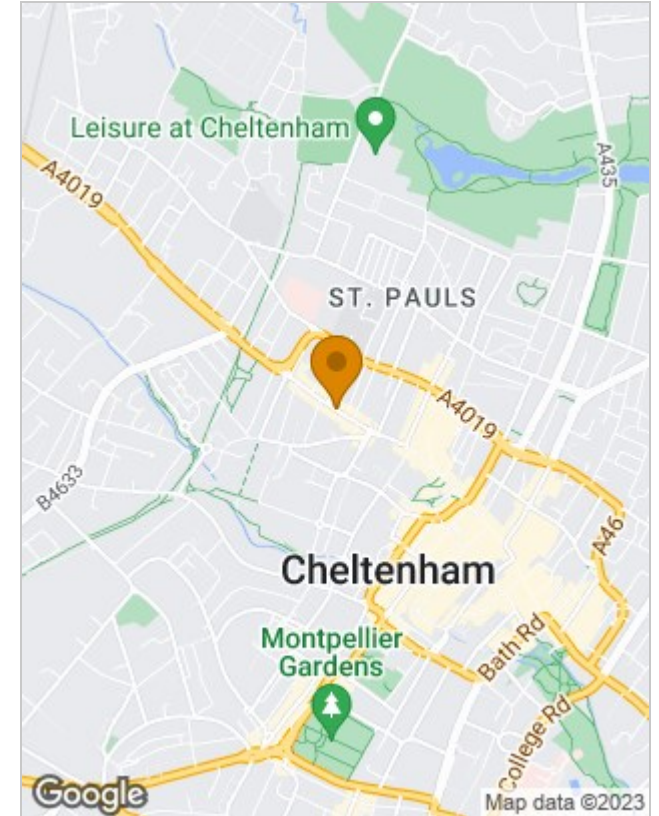 Leisure at Cheltenham
A435
A4019
ST. PAULS
A4019
B4633
A46
Cheltenham
Montpellier
Gardens
Bath Rd
College Rd
Google
Map data ©2023